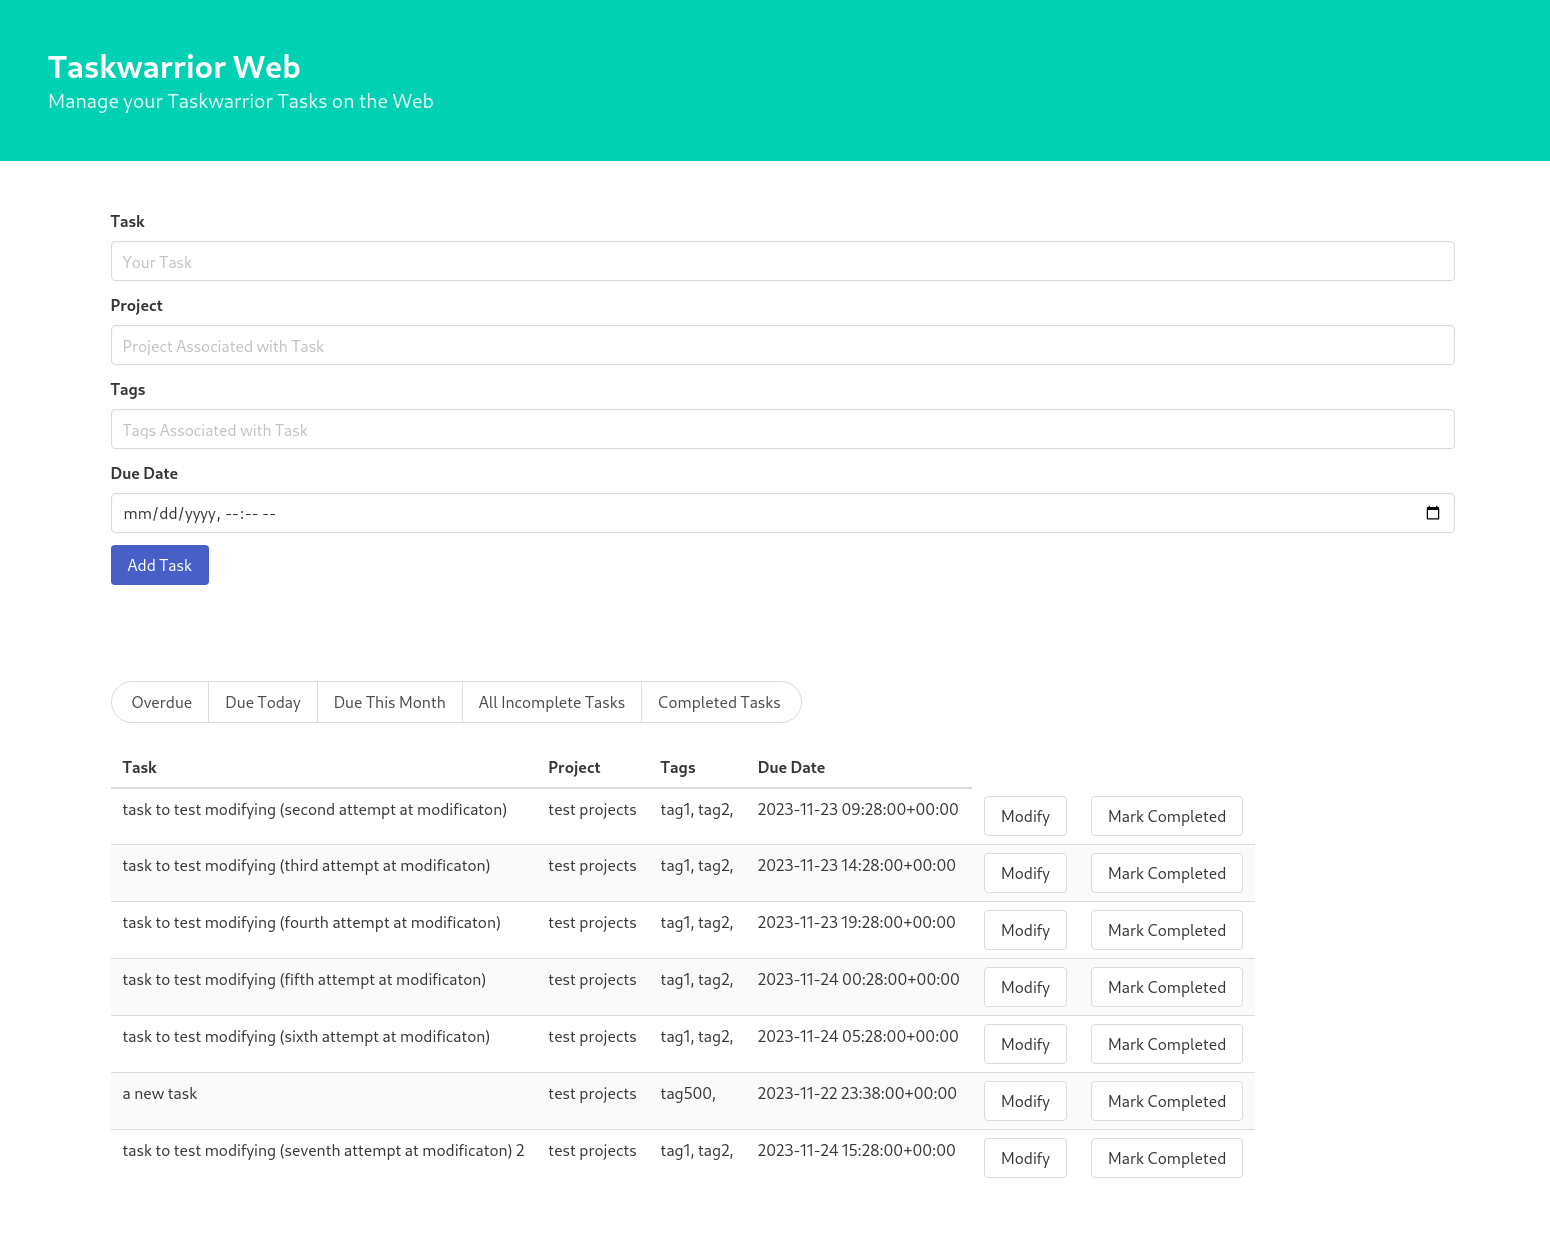 Taskwarrior Web
Manage your Taskwarrior Tasks on the Web
Task
Your Task
Project
Project Associated with Task
Tags
Tags Associated with Task
Due Date
mm/dd/yyyy, --:-- --
Add Task
Overdue Due Today Due This Month All Incomplete Tasks Completed Tasks
Task Project Tags Due Date
task to test modifying (second attempt at modificaton) test projects tag1, tag2, 2023-11-23 09:28:00+00:00 Modify Mark Completed
task to test modifying (third attempt at modificaton) test projects tag1, tag2, 2023-11-23 14:28:00+00:00 Modify Mark Completed
task to test modifying (fourth attempt at modificaton) test projects tag1, tag2, 2023-11-23 19:28:00+00:00 Modify Mark Completed
task to test modifying (fifth attempt at modificaton) test projects tag1, tag2, 2023-11-24 00:28:00+00:00 Modify Mark Completed
task to test modifying (sixth attempt at modificaton) test projects tag1, tag2, 2023-11-24 05:28:00+00:00 Modify Mark Completed
a new task test projects tag500, 2023-11-22 23:38:00+00:00 Modify Mark Completed
task to test modifying (seventh attempt at modificaton) 2 test projects tag1, tag2, 2023-11-24 15:28:00+00:00 Modify Mark Completed